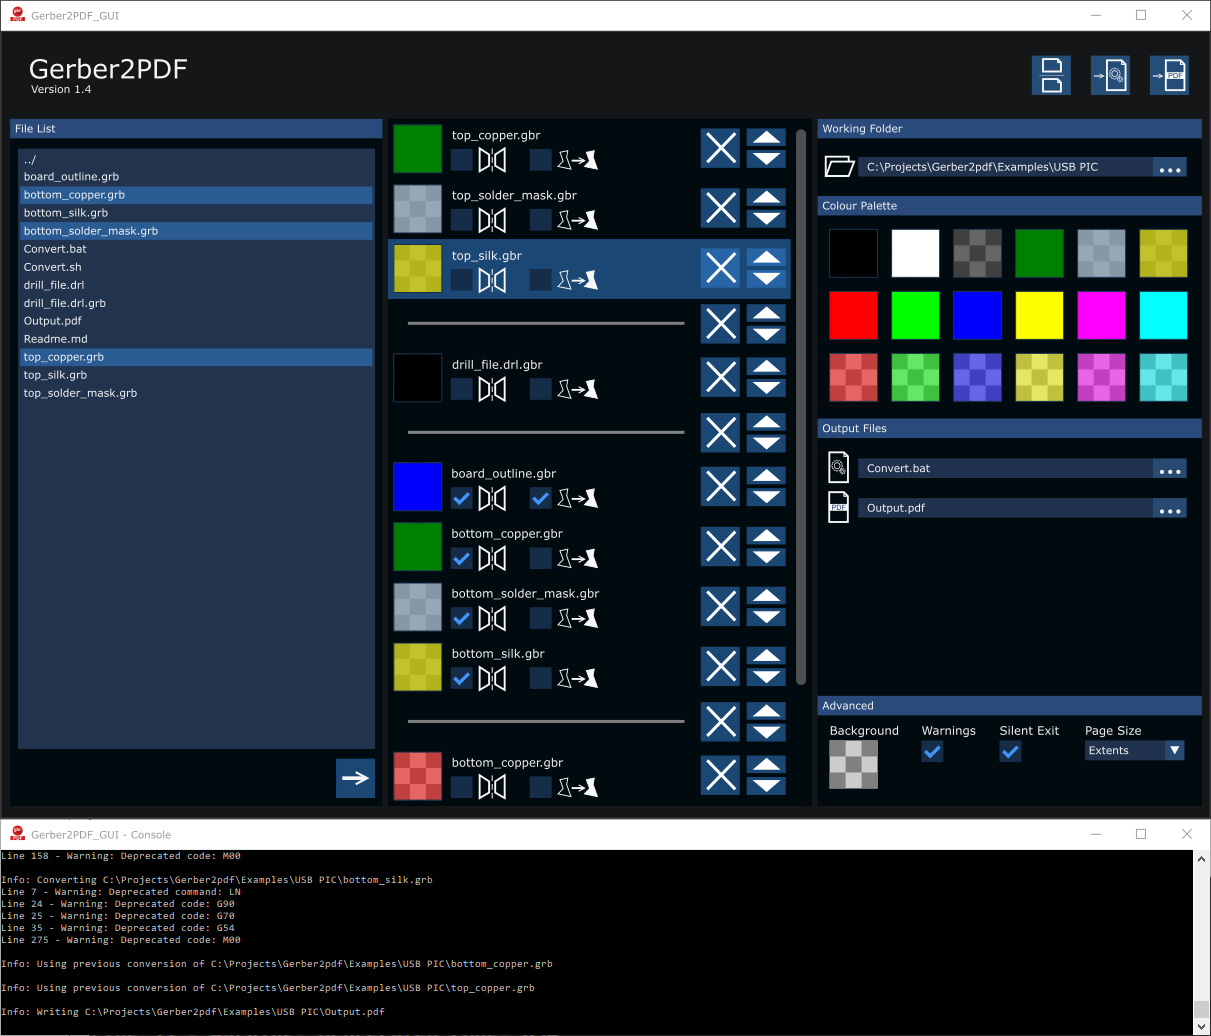 Gerber2PDF_GUI
Gerber2PDF
Version 1.4
PDF
File List
../
board_outline.grb
bottom_copper.grb
bottom_silk.grb
bottom_solder_mask.grb
Convert.bat
Convert.sh
drill_file.drl
drill_file.drl.grb
Output.pdf
Readme.md
top_copper.grb
top_silk.grb
top_solder_mask.grb
top_copper.gbr
top_solder_mask.gbr
top_silk.gbr
drill_file.drl.gbr
board_outline.gbr
bottom_copper.gbr
bottom_solder_mask.gbr
bottom_silk.gbr
bottom_copper.gbr
Working Folder
C:\Projects\Gerber2pdf\Examples\USB PIC
Colour Palette
Output Files
Convert.bat
PDF
Output.pdf
Advanced
Background Warnings Silent Exit Page Size
Extents
Gerber2PDF_GUI - Console
Line 158 - Warning: Deprecated code: M00
Info: Converting C:\Projects\Gerber2pdf\Examples\USB PIC\bottom_silk.grb
Line 7 - Warning: Deprecated command: LN
Line 24 - Warning: Deprecated code: G90
Line 25 - Warning: Deprecated code: G70
Line 35 - Warning: Deprecated code: G54
Line 275 - Warning: Deprecated code: M00
Info: Using previous conversion of C:\Projects\Gerber2pdf\Examples\USB PIC\bottom_copper.grb
Info: Using previous conversion of C:\Projects\Gerber2pdf\Examples\USB PIC\top_copper.grb
Info: Writing C:\Projects\Gerber2pdf\Examples\USB PIC\Output.pdf